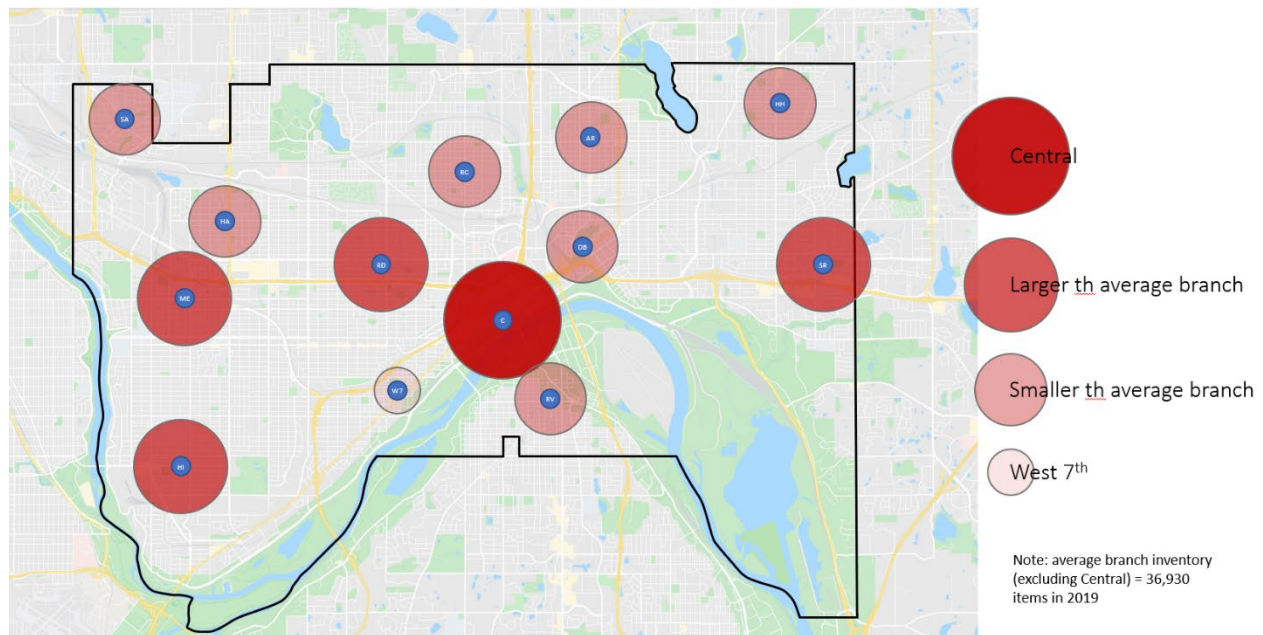 SA
HH
AR
RC
HA
DB
RD
SR
ME
C
W7
RV
HI
Central
Larger th average branch
Smaller th average branch
West 7th
Note: average branch inventory
(excluding Central) = 36,930
items in 2019